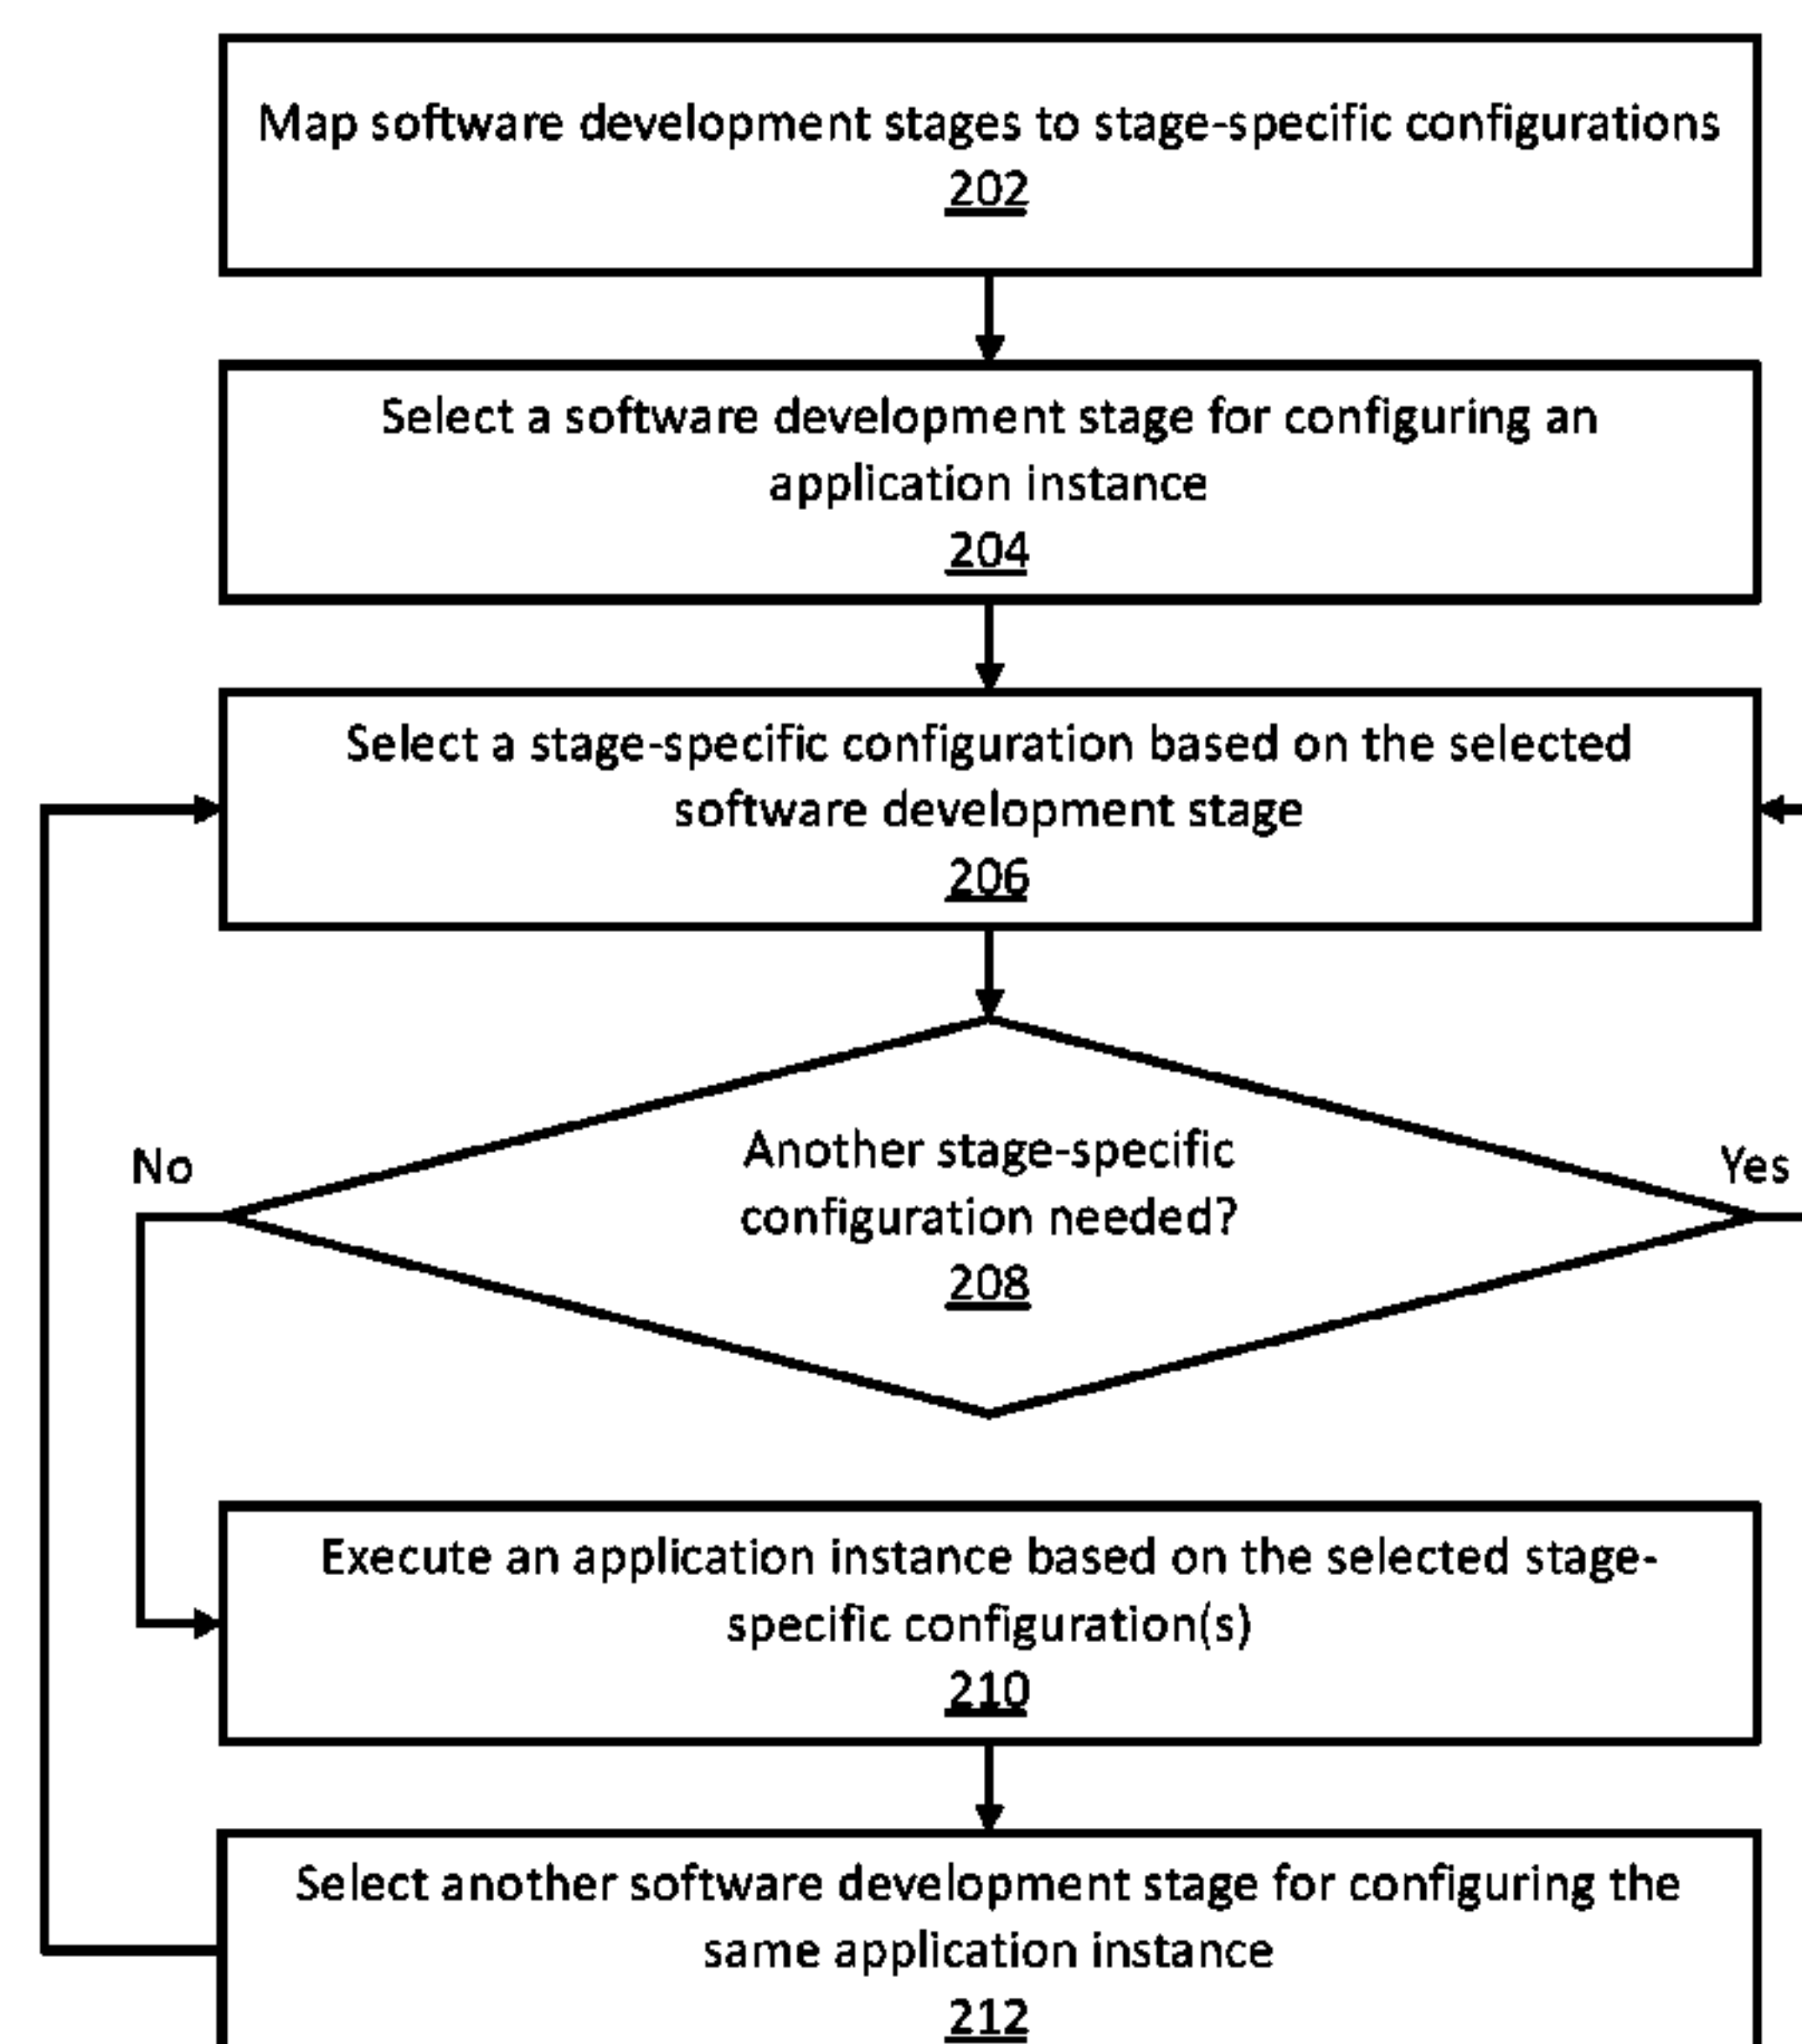 Map software development stages to stage-specific configurations
202
Select a software development stage for configuring an
application instance
204
Select a stage-specific configuration based on the selected
software development stage
206
Another stage-specific
configuration needed?
208
No
Yes
Execute an application instance based on the selected stage-
specific configuration(s)
210
Select another software development stage for configuring the
same application instance
212